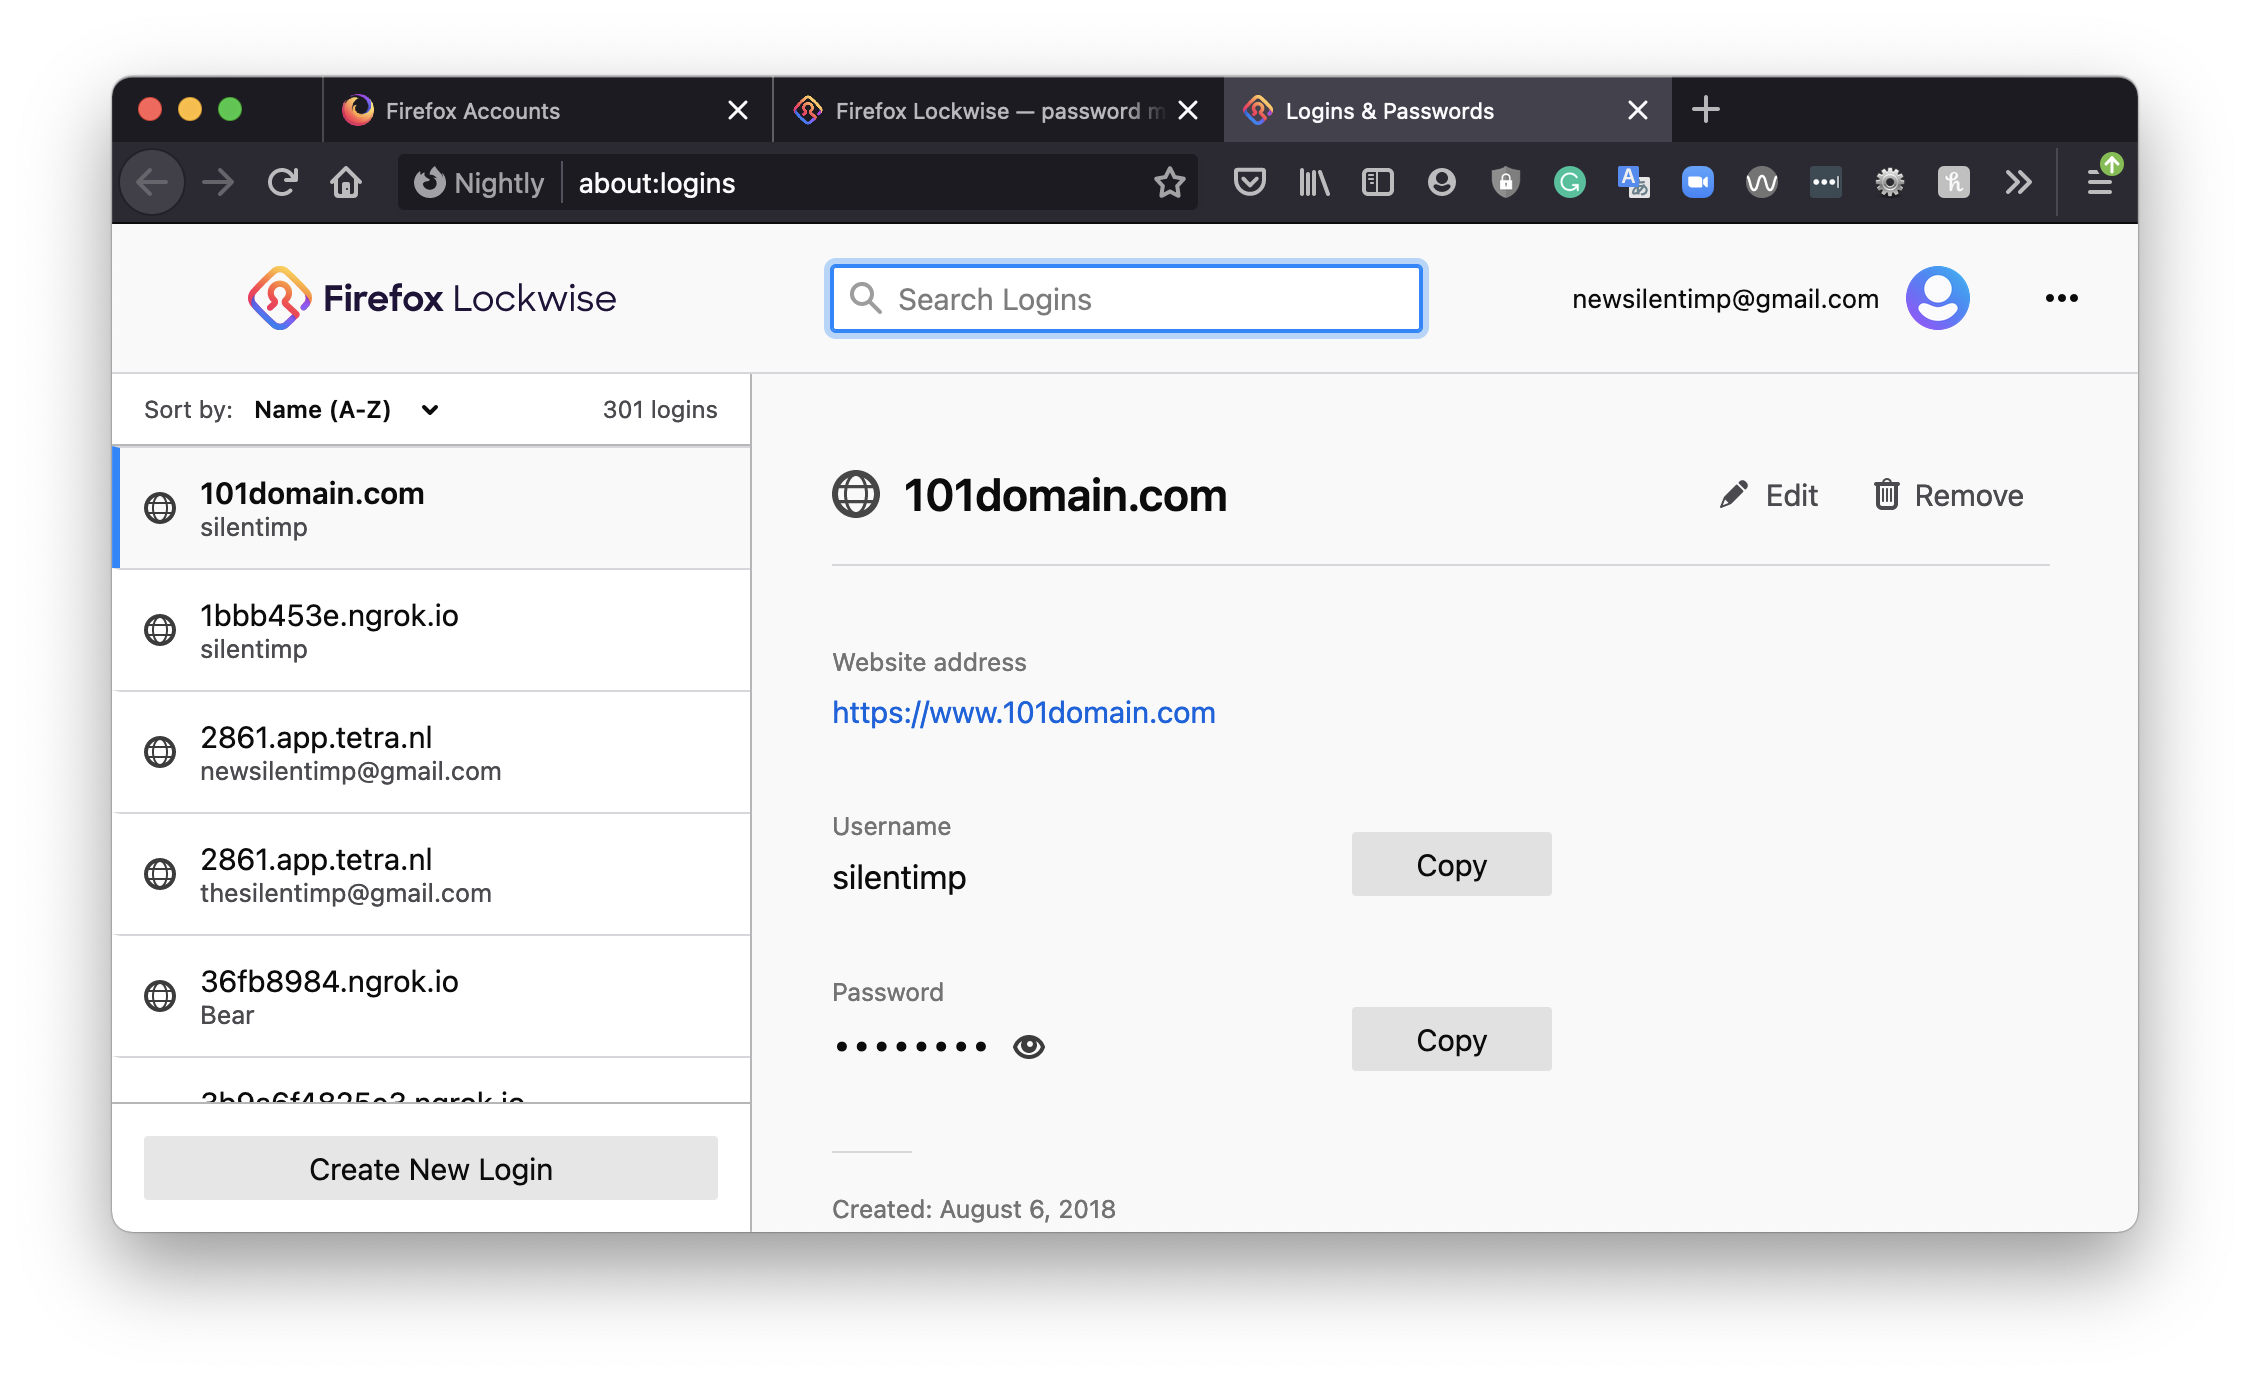 Firefox Accounts
Firefox Lockwise — password m
Logins & Passwords
Nightly
about:logins
Firefox Lockwise
Search Logins
newsilentimp@gmail.com
Sort by: Name (A-Z)
301 logins
101domain.com
silentimp
1bbb453e.ngrok.io
silentimp
2861.app.tetra.nl
newsilentimp@gmail.com
2861.app.tetra.nl
thesilentimp@gmail.com
36fb8984.ngrok.io
Bear
Create New Login
101domain.com
Edit
Remove
Website address
https://www.101domain.com
Username
silentimp
Copy
Password
••••••••
Copy
Created: August 6, 2018